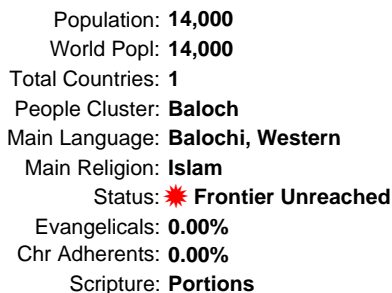 Population: 14,000
World Popl: 14,000
Total Countries: 1
People Cluster: Baloch
Main Language: Balochi, Western
Main Religion: Islam
Status: Frontier Unreached
Evangelicals: 0.00%
Chr Adherents: 0.00%
Scripture: Portions